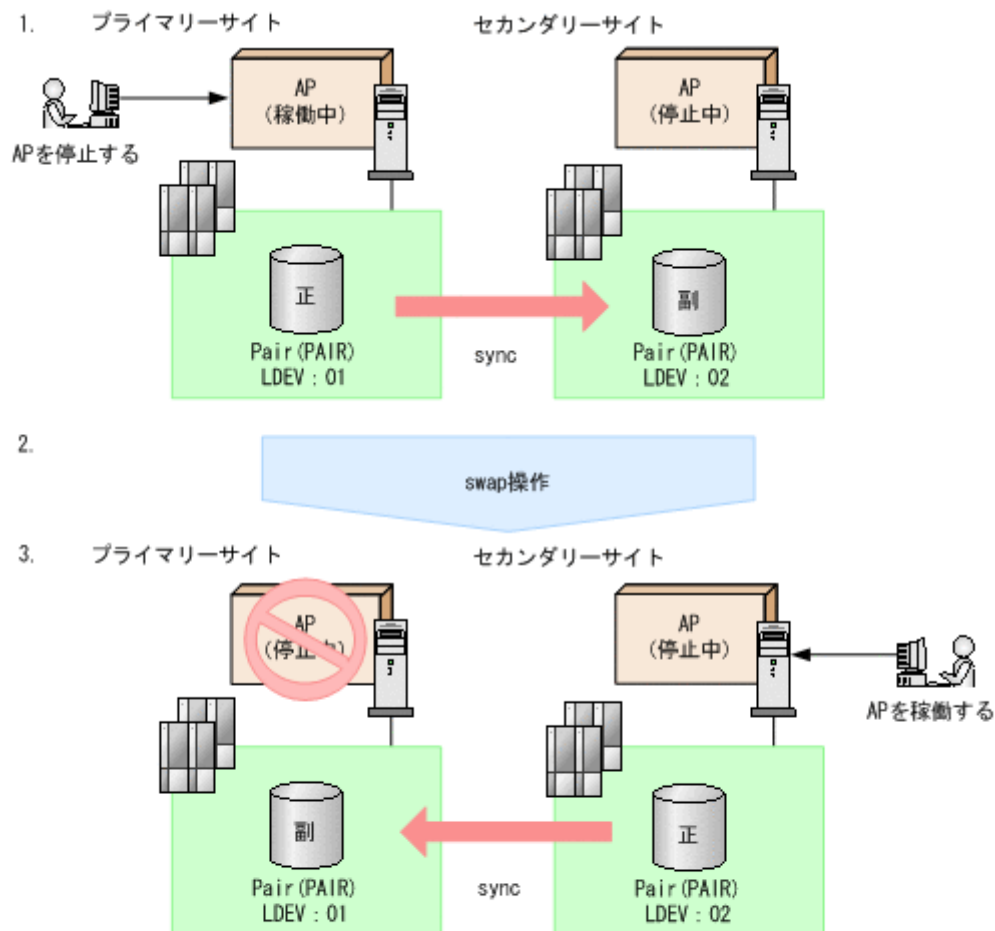 1. プライマリーサイト セカンダリーサイト
AP
(稼働中)
AP
(停止中)
APを停止する
正
副
Pair(PAIR)
LDEV:01
sync
Pair(PAIR)
LDEV:02
2.
swap操作
3. プライマリーサイト セカンダリーサイト
AP
(停止中)
AP
(停止中)
APを稼働する
副
正
Pair(PAIR)
LDEV:01
sync
Pair(PAIR)
LDEV:02